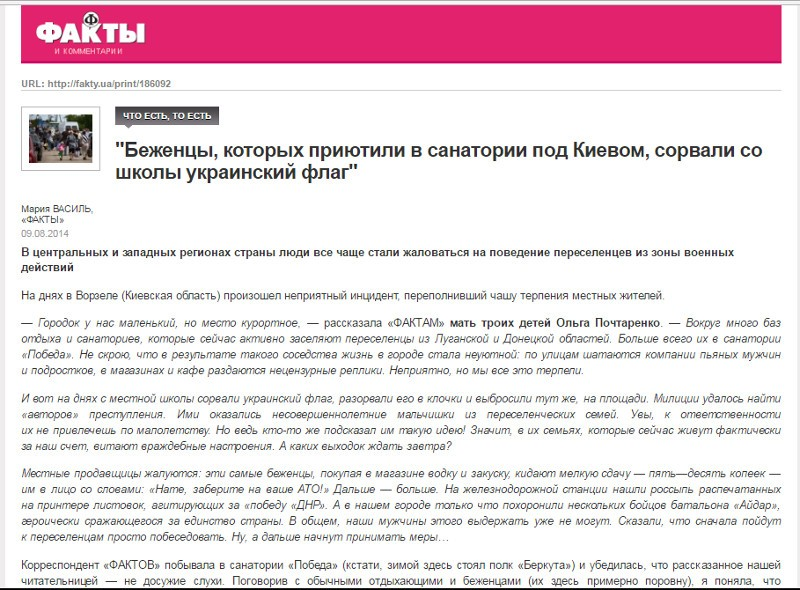 ФАКТЫ
И КОММЕНТАРИИ
URL: http://fakty.ua/print/186092
ЧТО ЕСТЬ, ТО ЕСТЬ
"Беженцы, которых приютили в санатории под Киевом, сорвали со
школы украинский флаг"
Мария ВАСИЛЬ,
«ФАКТЫ»
09.08.2014
В центральных и западных регионах страны люди все чаще стали жаловаться на поведение переселенцев из зоны военных
действий
На днях в Ворзеле (Киевская область) произошел неприятный инцидент, переполнивший чашу терпения местных жителей.
— Городок у нас маленький, но место курортное, — рассказала «ФАКТАМ» мать троих детей Ольга Почтаренко. — Вокруг много баз
отдыха и санаториев, которые сейчас активно заселяют переселенцы из Луганской и Донецкой областей. Больше всего их в санатории
«Победа». Не скрою, что в результате такого соседства жизнь в городе стала неуютной: по улицам шатаются компании пьяных мужчин
и подростков, в магазинах и кафе раздаются нецензурные реплики. Неприятно, но мы все это терпели.
И вот на днях с местной школы сорвали украинский флаг, разорвали его в клочки и выбросили тут же, на площади. Милиции удалось найти
«авторов» преступления. Ими оказались несовершеннолетние мальчишки из переселенческих семей. Увы, к ответственности
их не привлечешь по малолетству. Но ведь кто-то же подсказал им такую идею! Значит, в их семьях, которые сейчас живут фактически
за наш счет, витают враждебные настроения. А каких выходок ждать завтра?
Местные продавщицы жалуются: эти самые беженцы, покупая в магазине водку и закуску, кидают мелкую сдачу — пять—десять копеек —
им в лицо со словами: «Нате, заберите на ваше АТО!» Дальше — больше. На железнодорожной станции нашли россыпь распечатанных
на принтере листовок, агитирующих за «победу «ДНР». А в нашем городе только что похоронили нескольких бойцов батальона «Айдар»,
героически сражающегося за единство страны. В общем, наши мужчины этого выдержать уже не могут. Сказали, что сначала пойдут
к переселенцам просто побеседовать. Ну, а дальше начнут принимать меры…
Корреспондент «ФАКТОВ» побывала в санатории «Победа» (кстати, зимой здесь стоял полк «Беркута») и убедилась, что рассказанное нашей
читательницей — не досужие слухи. Поговорив с обычными отдыхающими и беженцами (их здесь примерно поровну), я поняла, что